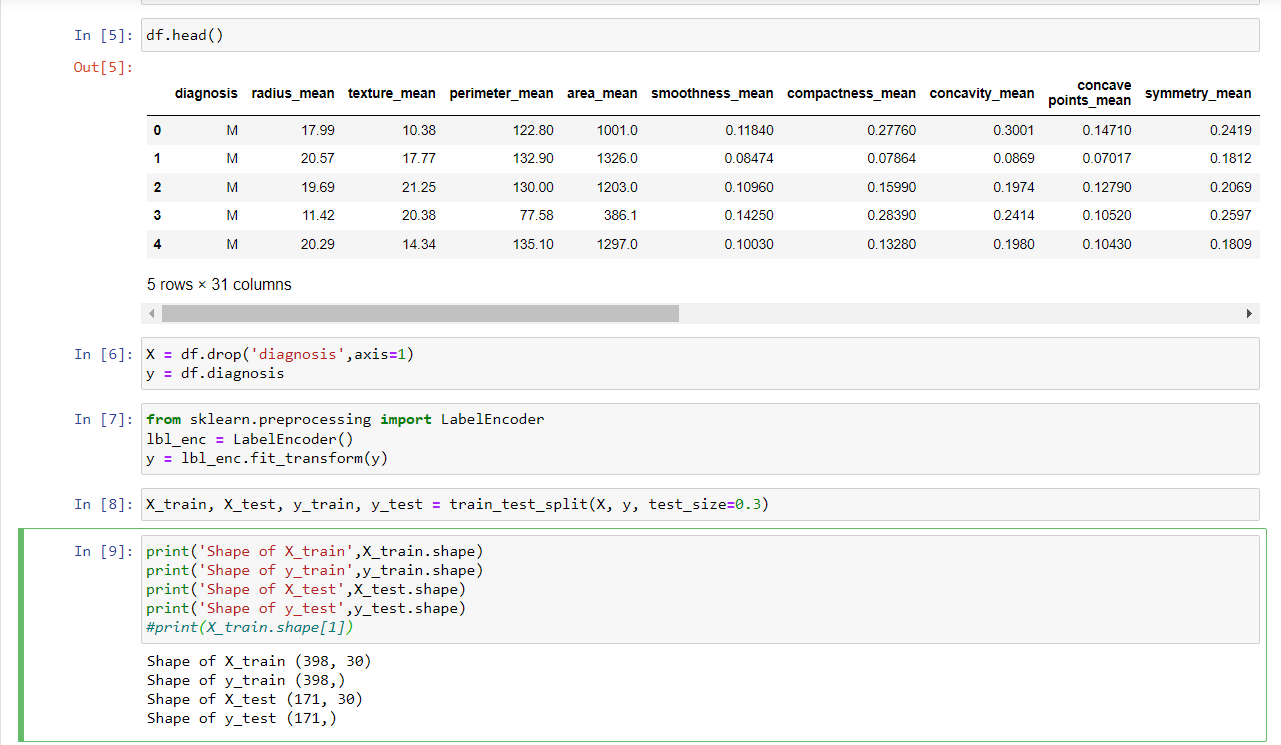 In [5]: df.head()
Out[5]:
diagnosis radius_mean texture_mean perimeter_mean area_mean smoothness_mean compactness_mean concavity_mean concave points_mean symmetry_mean
0 M 17.99 10.38 122.80 1001.0 0.11840 0.27760 0.3001 0.14710 0.2419
1 M 20.57 17.77 132.90 1326.0 0.08474 0.07864 0.0869 0.07017 0.1812
2 M 19.69 21.25 130.00 1203.0 0.10960 0.15990 0.1974 0.12790 0.2069
3 M 11.42 20.38 77.58 386.1 0.14250 0.28390 0.2414 0.10520 0.2597
4 M 20.29 14.34 135.10 1297.0 0.10030 0.13280 0.1980 0.10430 0.1809
5 rows × 31 columns
In [6]: X = df.drop('diagnosis',axis=1)
y = df.diagnosis
In [7]: from sklearn.preprocessing import LabelEncoder
lbl_enc = LabelEncoder()
y = lbl_enc.fit_transform(y)
In [8]: X_train, X_test, y_train, y_test = train_test_split(X, y, test_size=0.3)
In [9]: print('Shape of X_train',X_train.shape)
print('Shape of y_train',y_train.shape)
print('Shape of X_test',X_test.shape)
print('Shape of y_test',y_test.shape)
#print(X_train.shape[1])
Shape of X_train (398, 30)
Shape of y_train (398,)
Shape of X_test (171, 30)
Shape of y_test (171,)